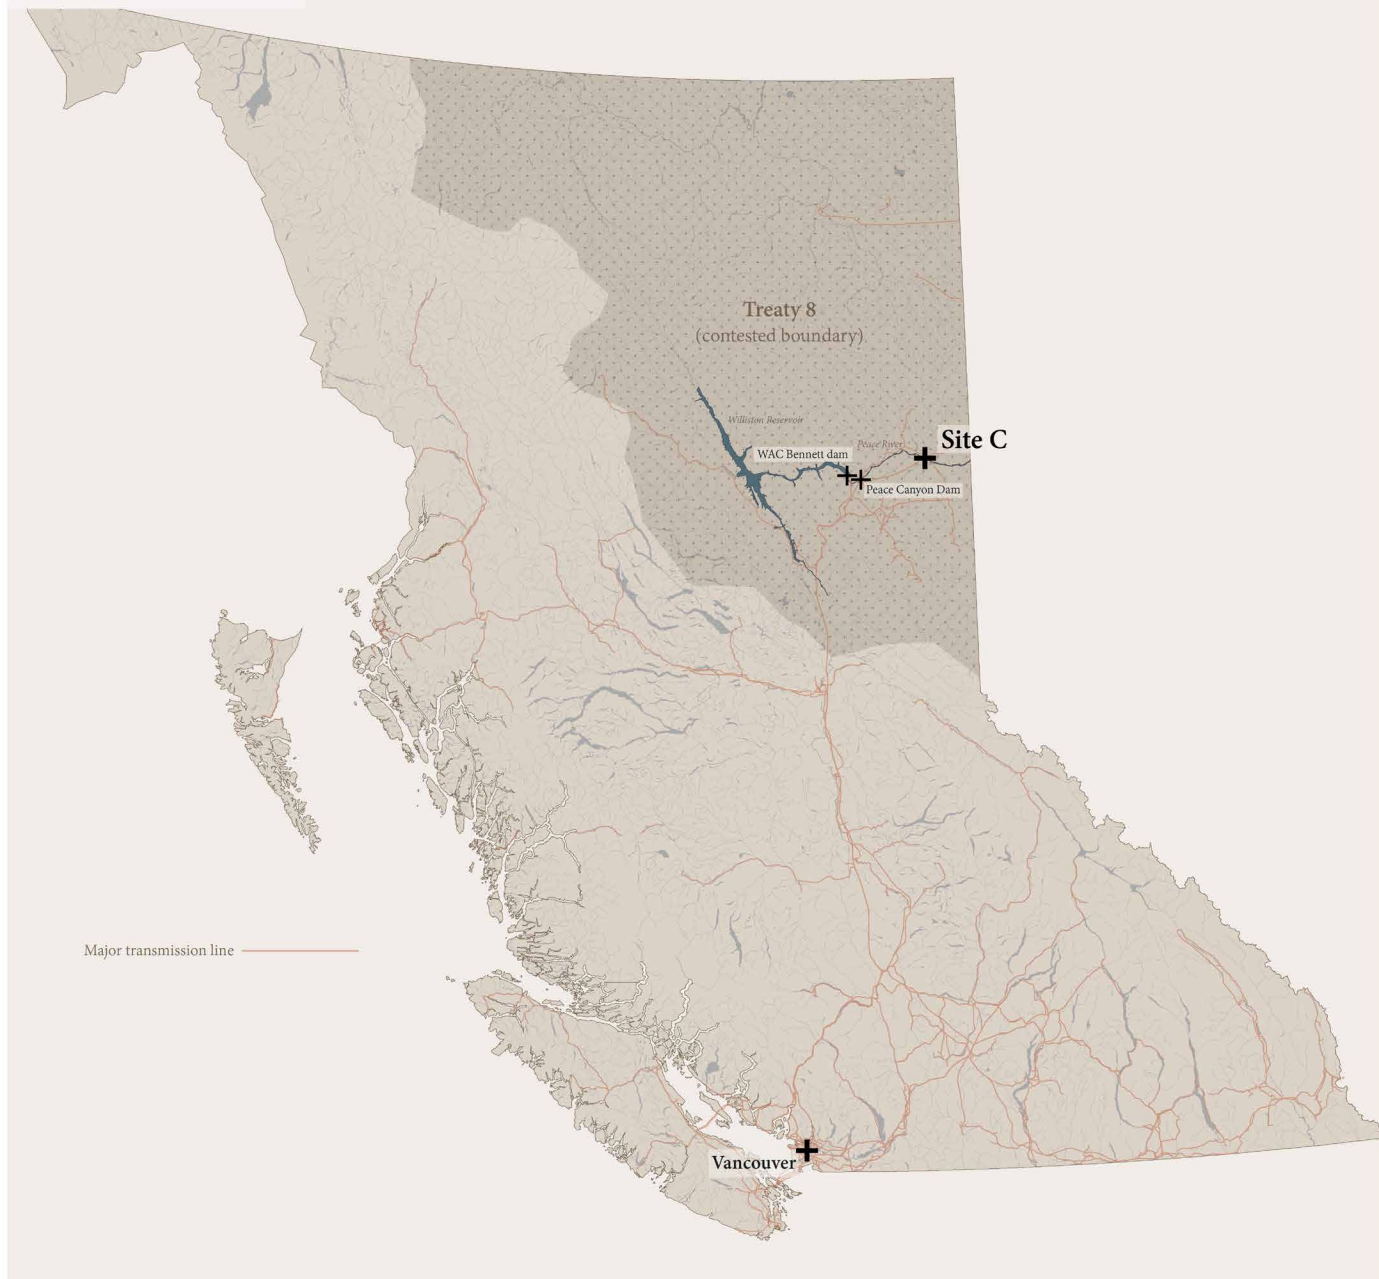 Treaty 8
(contested boundary)
Williston Reservoir
Peace River
Site C
WAC Bennett dam
Peace Canyon Dam
Major transmission line
Vancouver